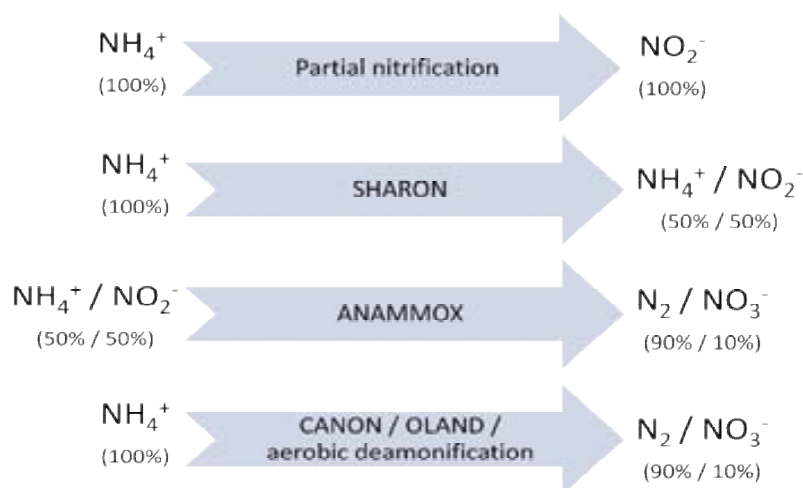 NH₄⁺ Partial nitrification NO₂⁻
(100%) (100%)
NH₄⁺ SHARON NH₄⁺ / NO₂⁻
(100%) (50% / 50%)
NH₄⁺ / NO₂⁻ ANAMMOX N₂ / NO₃⁻
(50% / 50%) (90% / 10%)
NH₄⁺ CANON / OLAND / N₂ / NO₃⁻
(100%) aerobic deamonification (90% / 10%)